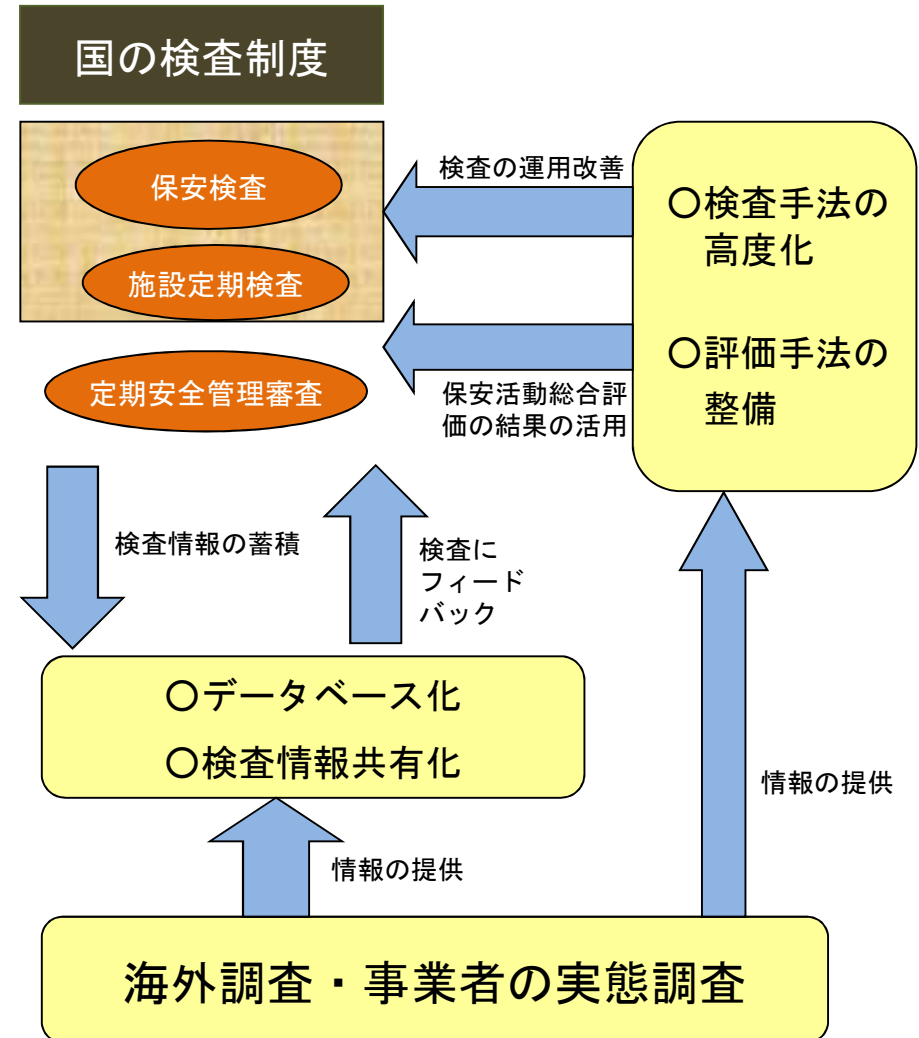 国の検査制度
保安検査
施設定期検査
定期安全管理審査
検査の運用改善
保安活動総合評
価の結果の活用
〇検査手法の
高度化
〇評価手法の
整備
検査情報の蓄積
検査に
フィード
バック
〇データベース化
〇検査情報共有化
情報の提供
情報の提供
海外調査・事業者の実態調査